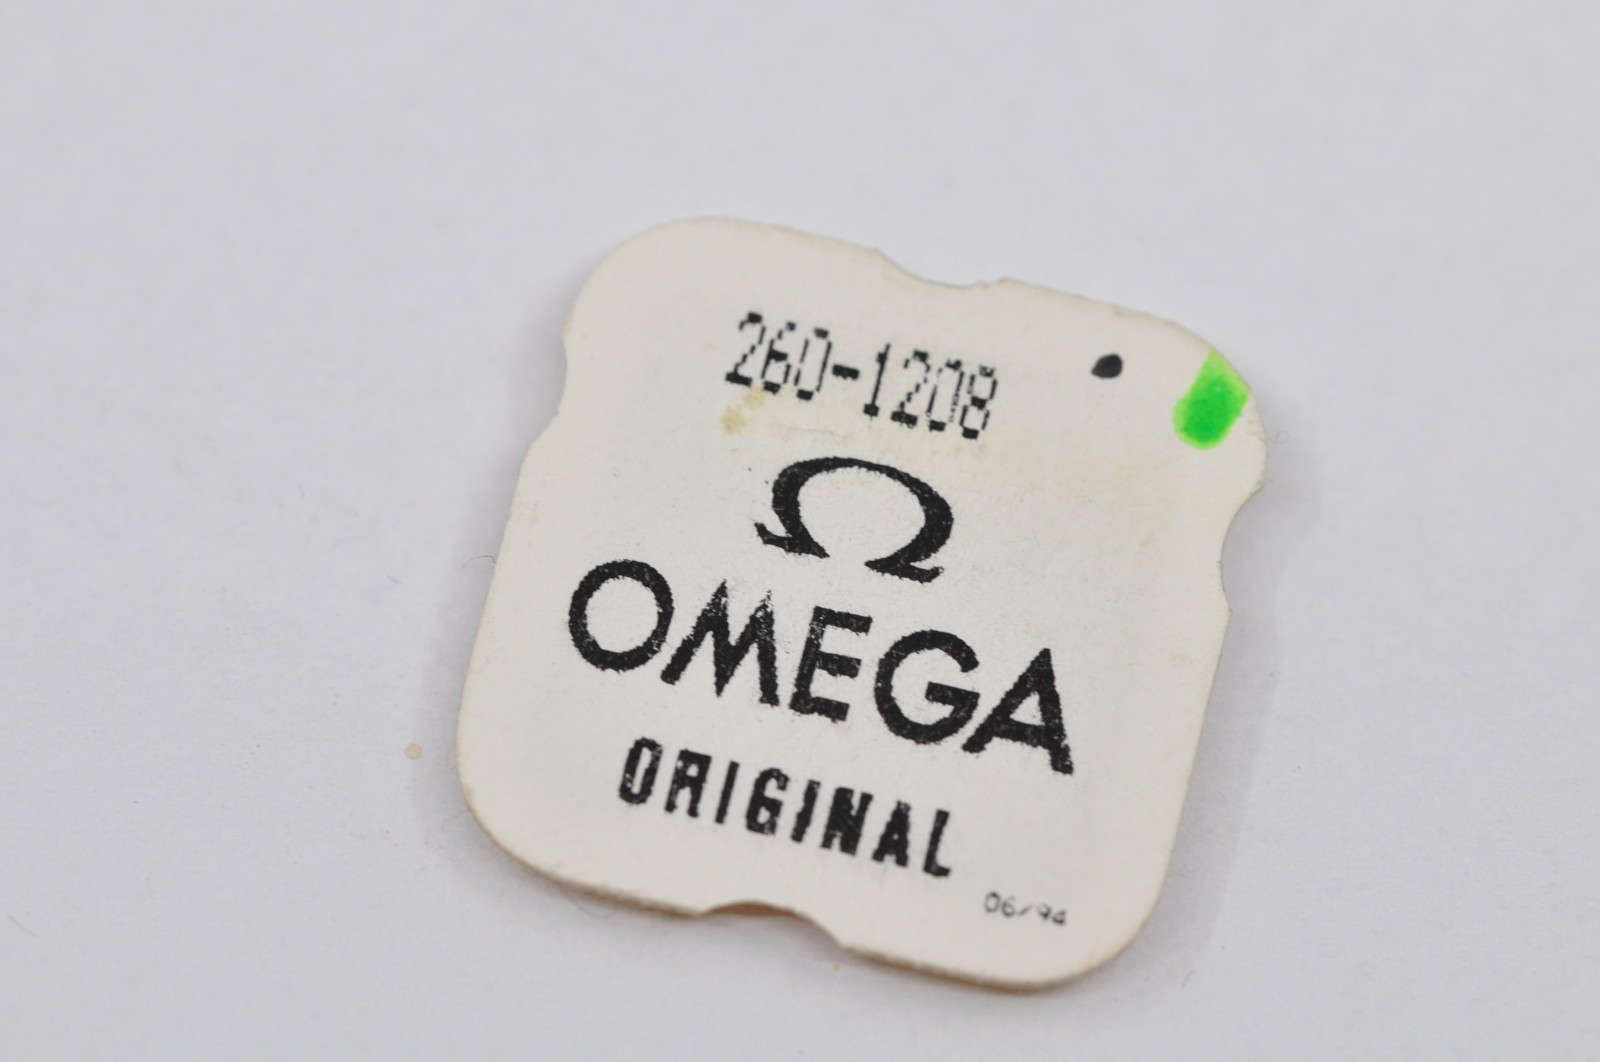 260-1208
Ω
OMEGA
ORIGINAL
06/94